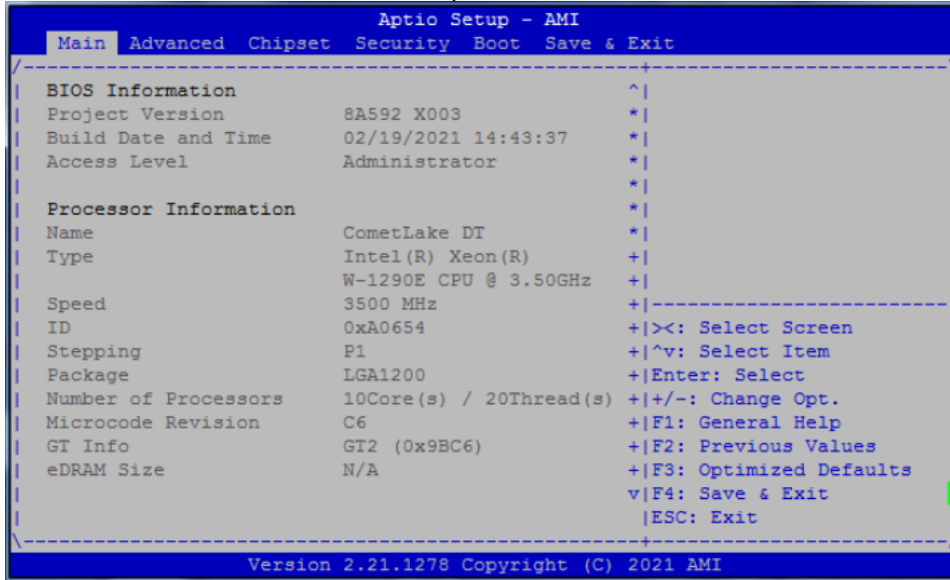 Aptio Setup - AMI
Main Advanced Chipset Security Boot Save & Exit
/----------------------------------------------------+-------------------------\
| BIOS Information ^|
| Project Version 8A592 X003 *|
| Build Date and Time 02/19/2021 14:43:37 *|
| Access Level Administrator *|
| *|
| Processor Information *|
| Name CometLake DT *|
| Type Intel(R) Xeon(R) +|
| W-1290E CPU @ 3.50GHz +|
| Speed 3500 MHz +|-------------------------
| ID 0xA0654 +|><: Select Screen
| Stepping P1 +|^v: Select Item
| Package LGA1200 +|Enter: Select
| Number of Processors 10Core(s) / 20Thread(s) +|+/-: Change Opt.
| Microcode Revision C6 +|F1: General Help
| GT Info GT2 (0x9BC6) +|F2: Previous Values
| eDRAM Size N/A +|F3: Optimized Defaults
| v|F4: Save & Exit
| |ESC: Exit
\----------------------------------------------------+-------------------------/
Version 2.21.1278 Copyright (C) 2021 AMI